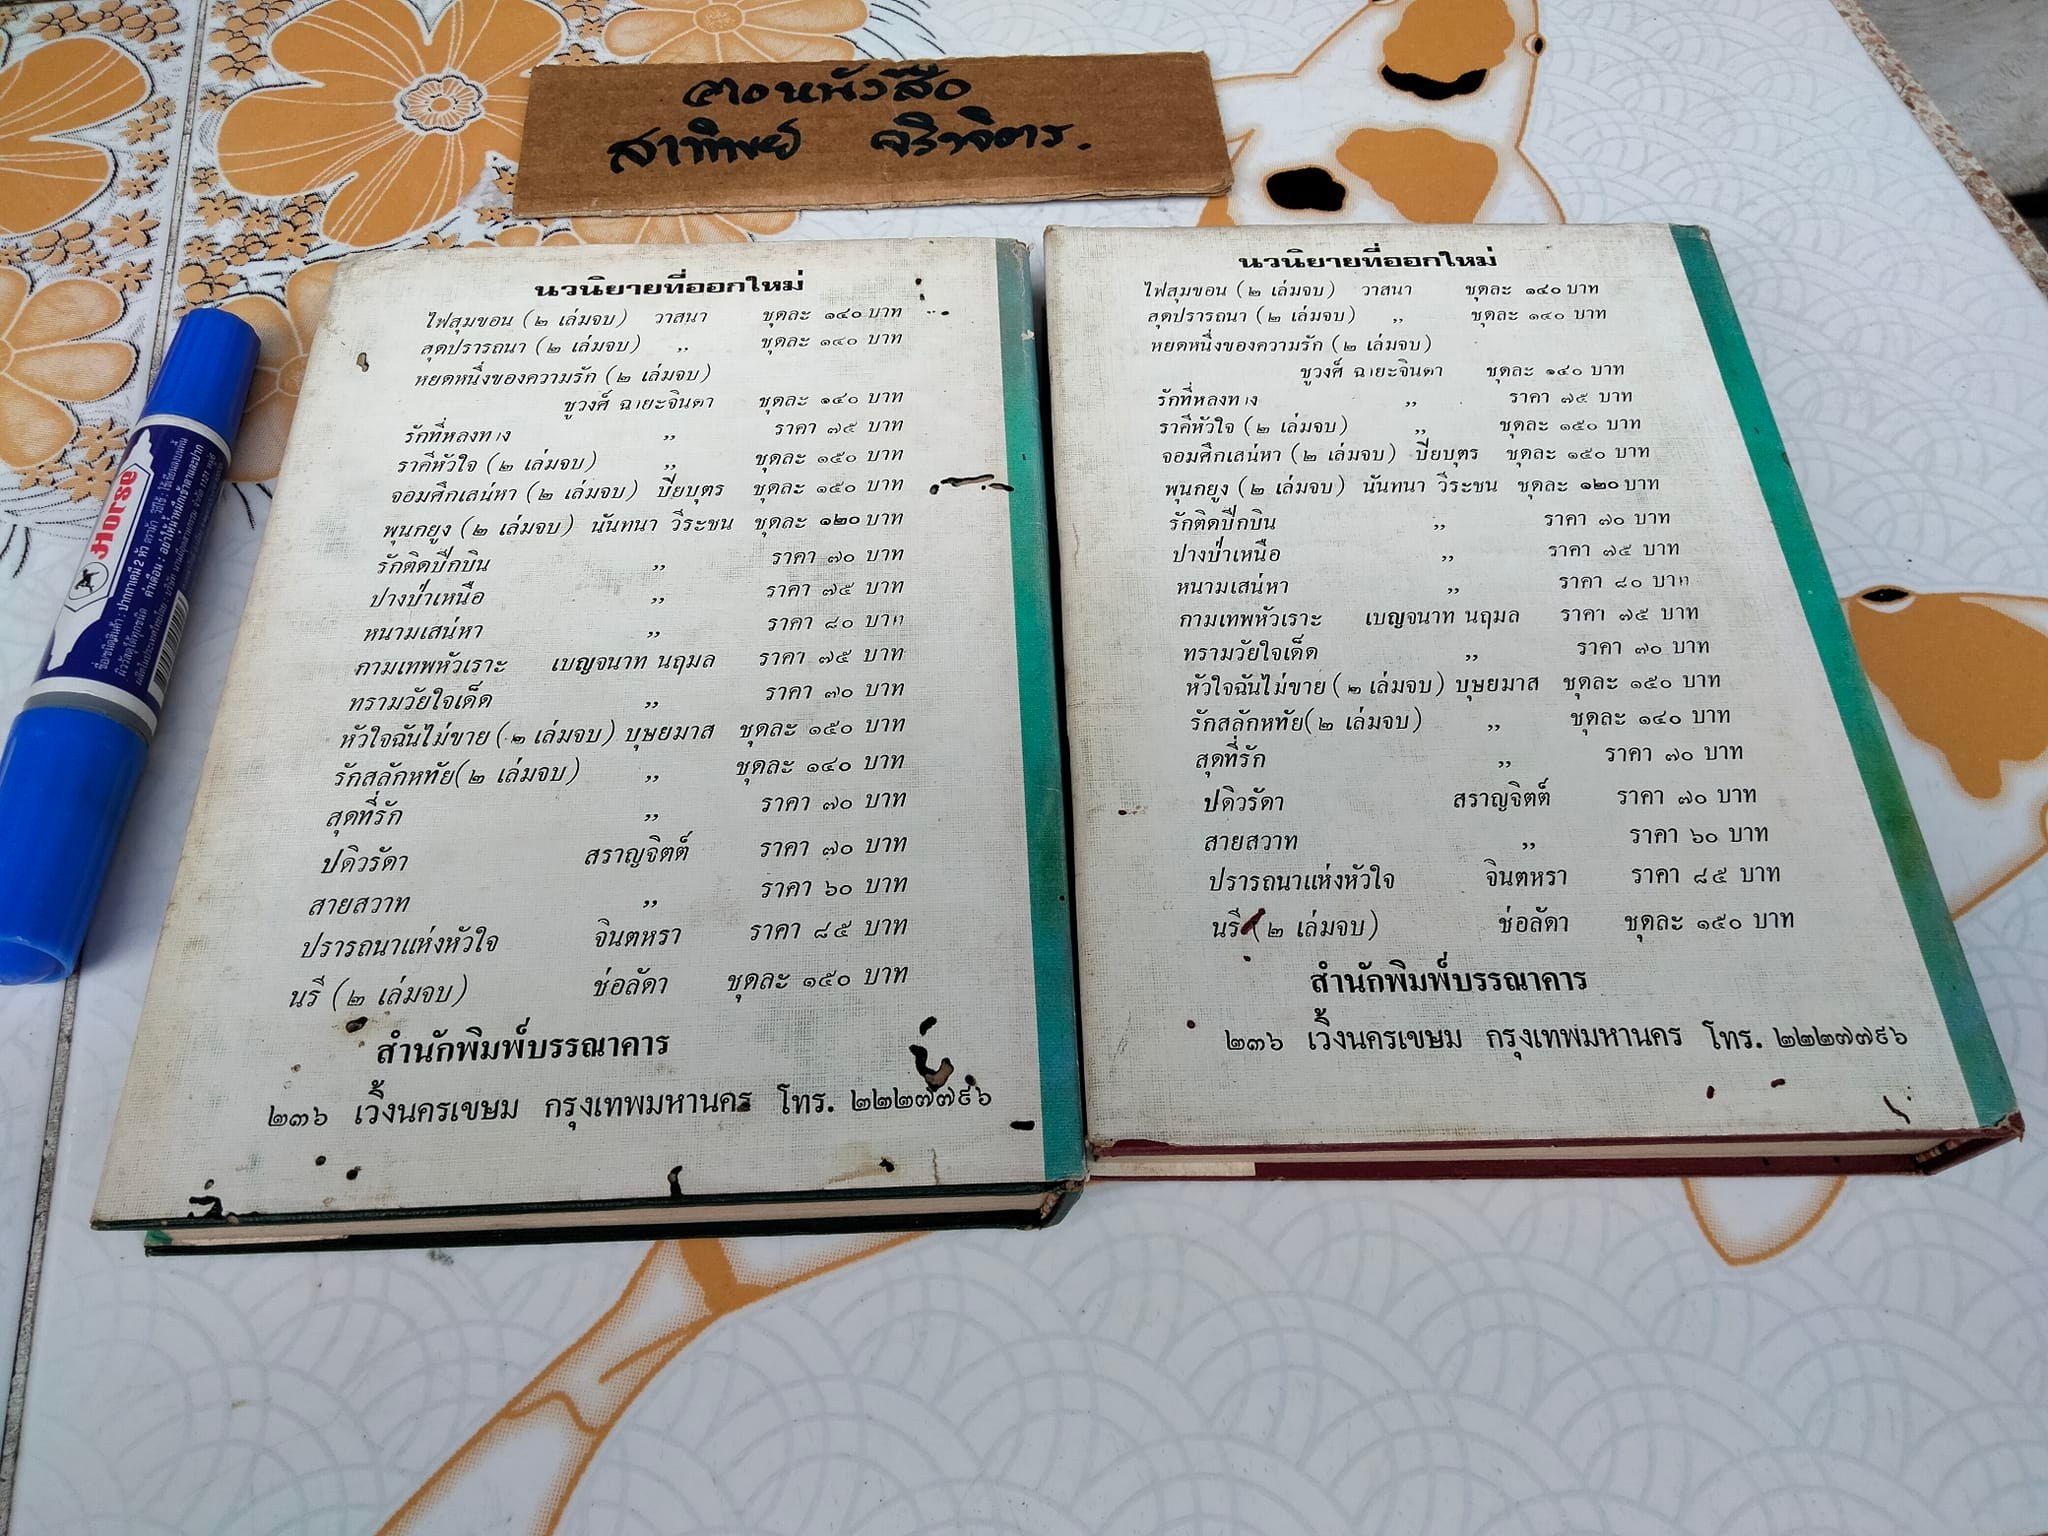 สาทิพย์ จริงจิตร.
นวนิยายที่ออกใหม่
ไฟสุมขอน (๒ เล่มจบ) วาสนา ชุดละ ๑๔๐ บาท
สุดปรารถนา (๒ เล่มจบ) ,, ชุดละ ๑๔๐ บาท
หยดหนึ่งของความรัก (๒ เล่มจบ)
ชูวงศ์ ฉายะจินดา ชุดละ ๑๔๐ บาท
รักที่หลงทาง ,, ราคา ๗๕ บาท
ราคีหัวใจ (๒ เล่มจบ) ,, ชุดละ ๑๕๐ บาท
จอมศึกเสน่หา (๒ เล่มจบ) ปิยบุตร ชุดละ ๑๕๐ บาท
พุนกยูง (๒ เล่มจบ) นันทนา วีระชน ชุดละ ๑๒๐ บาท
รักติดปีกบิน ,, ราคา ๗๐ บาท
ปางป่าเหนือ ,, ราคา ๗๕ บาท
หนามเสน่หา ,, ราคา ๘๐ บาท
กามเทพหัวเราะ เบญจนาท นฤมล ราคา ๗๕ บาท
ทรามวัยใจเด็ด ,, ราคา ๗๐ บาท
หัวใจฉันไม่ขาย (๒ เล่มจบ) บุษยมาส ชุดละ ๑๕๐ บาท
รักสลักหทัย(๒ เล่มจบ) ,, ชุดละ ๑๔๐ บาท
สุดที่รัก ,, ราคา ๗๐ บาท
ปดิวรัดา สราญจิตต์ ราคา ๗๐ บาท
สายสวาท ,, ราคา ๖๐ บาท
ปรารถนาแห่งหัวใจ จินตหรา ราคา ๘๕ บาท
นรี (๒ เล่มจบ) ช่อลัดา ชุดละ ๑๕๐ บาท
สำนักพิมพ์บรรณาคาร
๒๓๖ เวิ้งนครเขษม กรุงเทพมหานคร โทร. ๒๒๒๗๗๙๖
นวนิยายที่ออกใหม่
ไฟสุมขอน (๒ เล่มจบ) วาสนา ชุดละ ๑๔๐ บาท
สุดปรารถนา (๒ เล่มจบ) ,, ชุดละ ๑๔๐ บาท
หยดหนึ่งของความรัก (๒ เล่มจบ)
ชูวงศ์ ฉายะจินดา ชุดละ ๑๔๐ บาท
รักที่หลงทาง ,, ราคา ๗๕ บาท
ราคีหัวใจ (๒ เล่มจบ) ,, ชุดละ ๑๕๐ บาท
จอมศึกเสน่หา (๒ เล่มจบ) ปิยบุตร ชุดละ ๑๕๐ บาท
พุนกยูง (๒ เล่มจบ) นันทนา วีระชน ชุดละ ๑๒๐ บาท
รักติดปีกบิน ,, ราคา ๗๐ บาท
ปางป่าเหนือ ,, ราคา ๗๕ บาท
หนามเสน่หา ,, ราคา ๘๐ บาท
กามเทพหัวเราะ เบญจนาท นฤมล ราคา ๗๕ บาท
ทรามวัยใจเด็ด ,, ราคา ๗๐ บาท
หัวใจฉันไม่ขาย (๒ เล่มจบ) บุษยมาส ชุดละ ๑๕๐ บาท
รักสลักหทัย(๒ เล่มจบ) ,, ชุดละ ๑๔๐ บาท
สุดที่รัก ,, ราคา ๗๐ บาท
ปดิวรัดา สราญจิตต์ ราคา ๗๐ บาท
สายสวาท ,, ราคา ๖๐ บาท
ปรารถนาแห่งหัวใจ จินตหรา ราคา ๘๕ บาท
นรี (๒ เล่มจบ) ช่อลัดา ชุดละ ๑๕๐ บาท
สำนักพิมพ์บรรณาคาร
๒๓๖ เวิ้งนครเขษม กรุงเทพมหานคร โทร. ๒๒๒๗๗๙๖
Horse
ชื่อ/ชนิดสินค้า : ปากกาเคมี 2 หัว ตราม้า